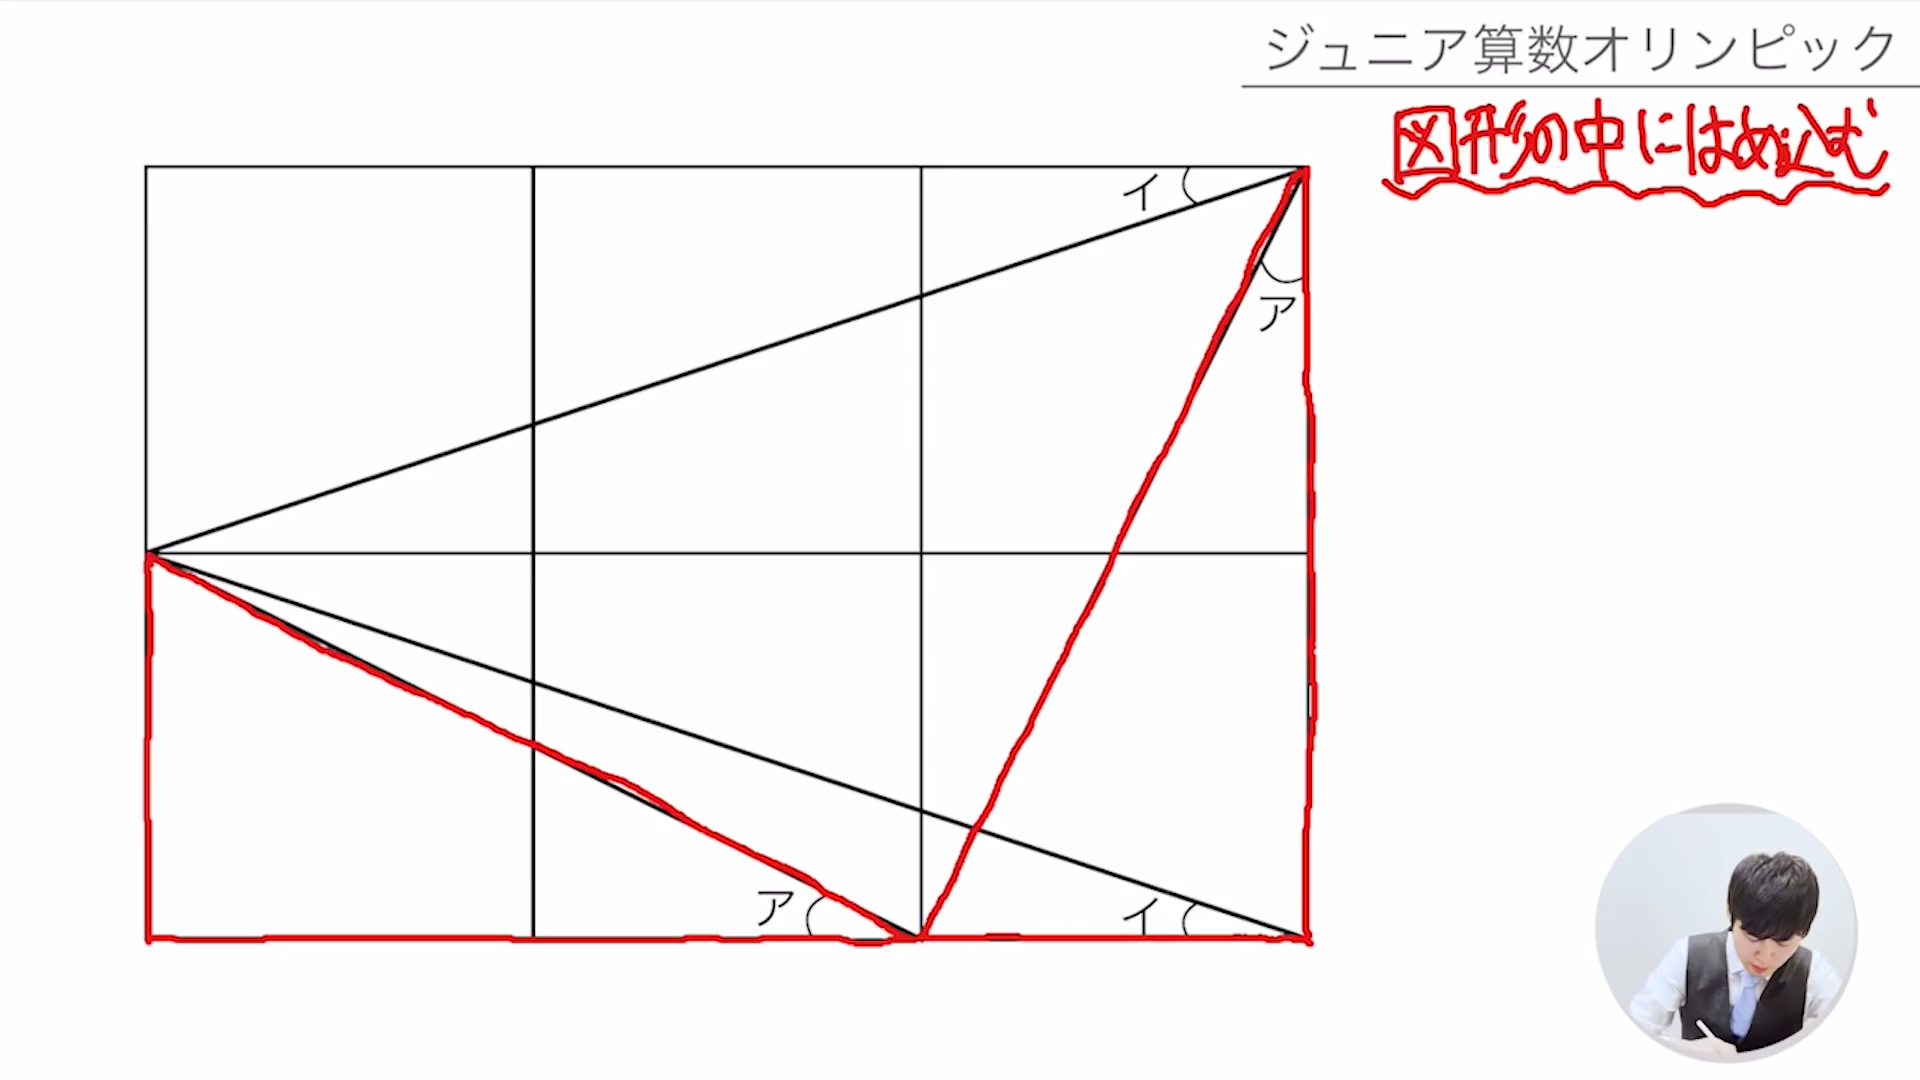 ジュニア算数オリンピック
図形の中にはめ込む
イ
ア
ア
イ